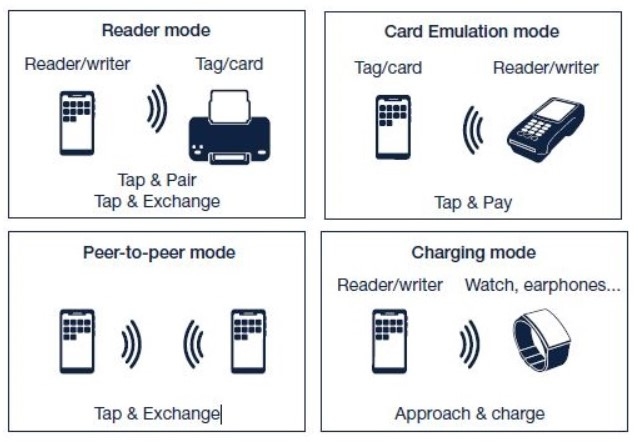 Reader mode
Reader/writer Tag/card
Tap & Pair
Tap & Exchange
Card Emulation mode
Tag/card Reader/writer
Tap & Pay
Peer-to-peer mode
Tap & Exchange
Charging mode
Reader/writer Watch, earphones...
Approach & charge